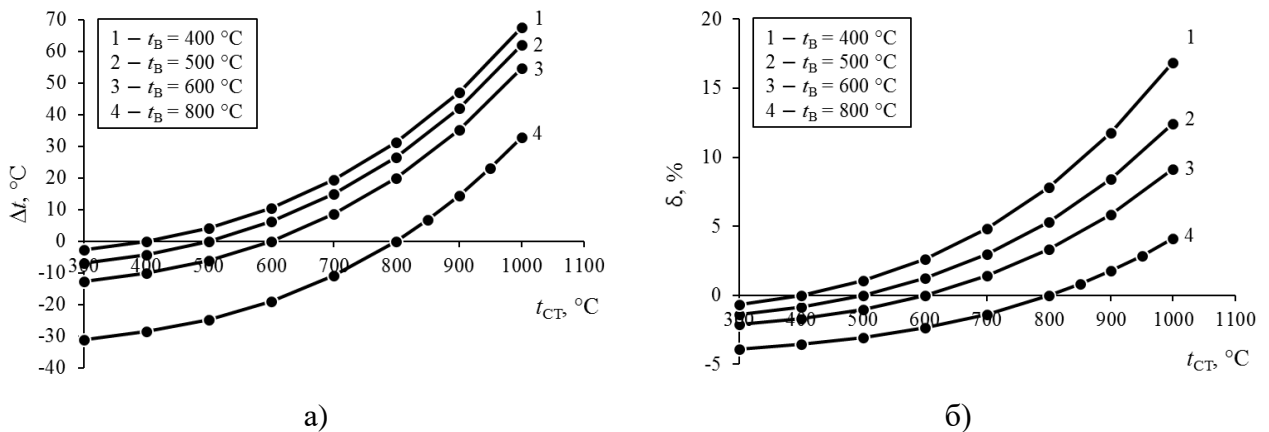 70
60
50
40
30
20
10
0
-10
-20
-30
-40
Δt, °C
1 – tВ = 400 °C
2 – tВ = 500 °C
3 – tВ = 600 °C
4 – tВ = 800 °C
1
2
3
4
300 400 500 600 700 800 900 1000 1100
tСТ, °C
а)
20
15
10
5
0
-5
δ, %
1 – tВ = 400 °C
2 – tВ = 500 °C
3 – tВ = 600 °C
4 – tВ = 800 °C
1
2
3
4
300 400 500 600 700 800 900 1000 1100
tСТ, °C
б)